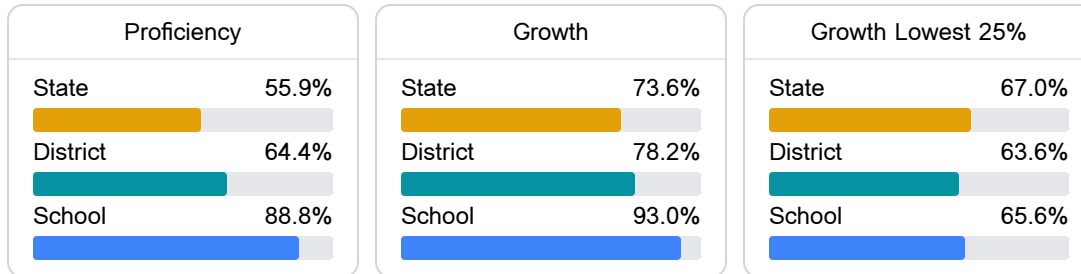 Proficiency
State 55.9%
District 64.4%
School 88.8%
Growth
State 73.6%
District 78.2%
School 93.0%
Growth Lowest 25%
State 67.0%
District 63.6%
School 65.6%